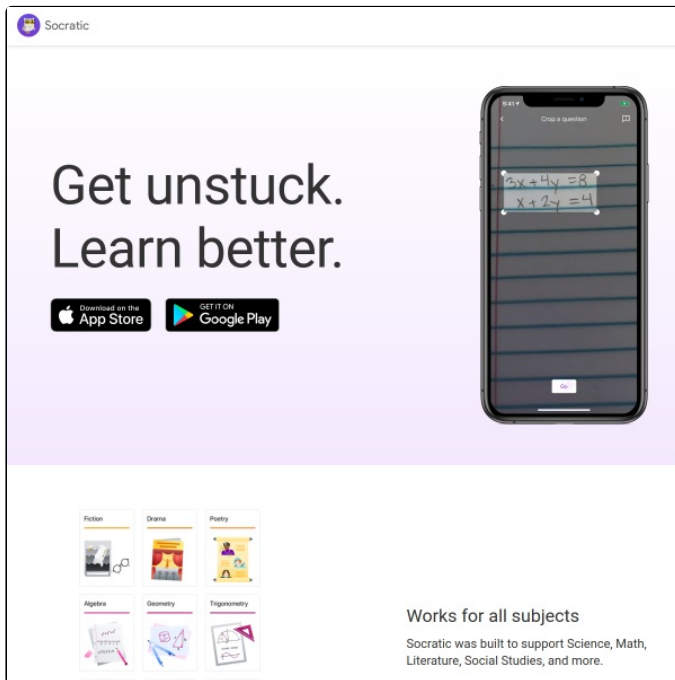 Socratic
Get unstuck.
Learn better.
Download on the
App Store
GET IT ON
Google Play
9:41
Crop a question
3x + 4y = 8
x + 2y = 4
Go
Fiction
Drama
Poetry
Algebra
Geometry
Trigonometry
Works for all subjects
Socratic was built to support Science, Math,
Literature, Social Studies, and more.